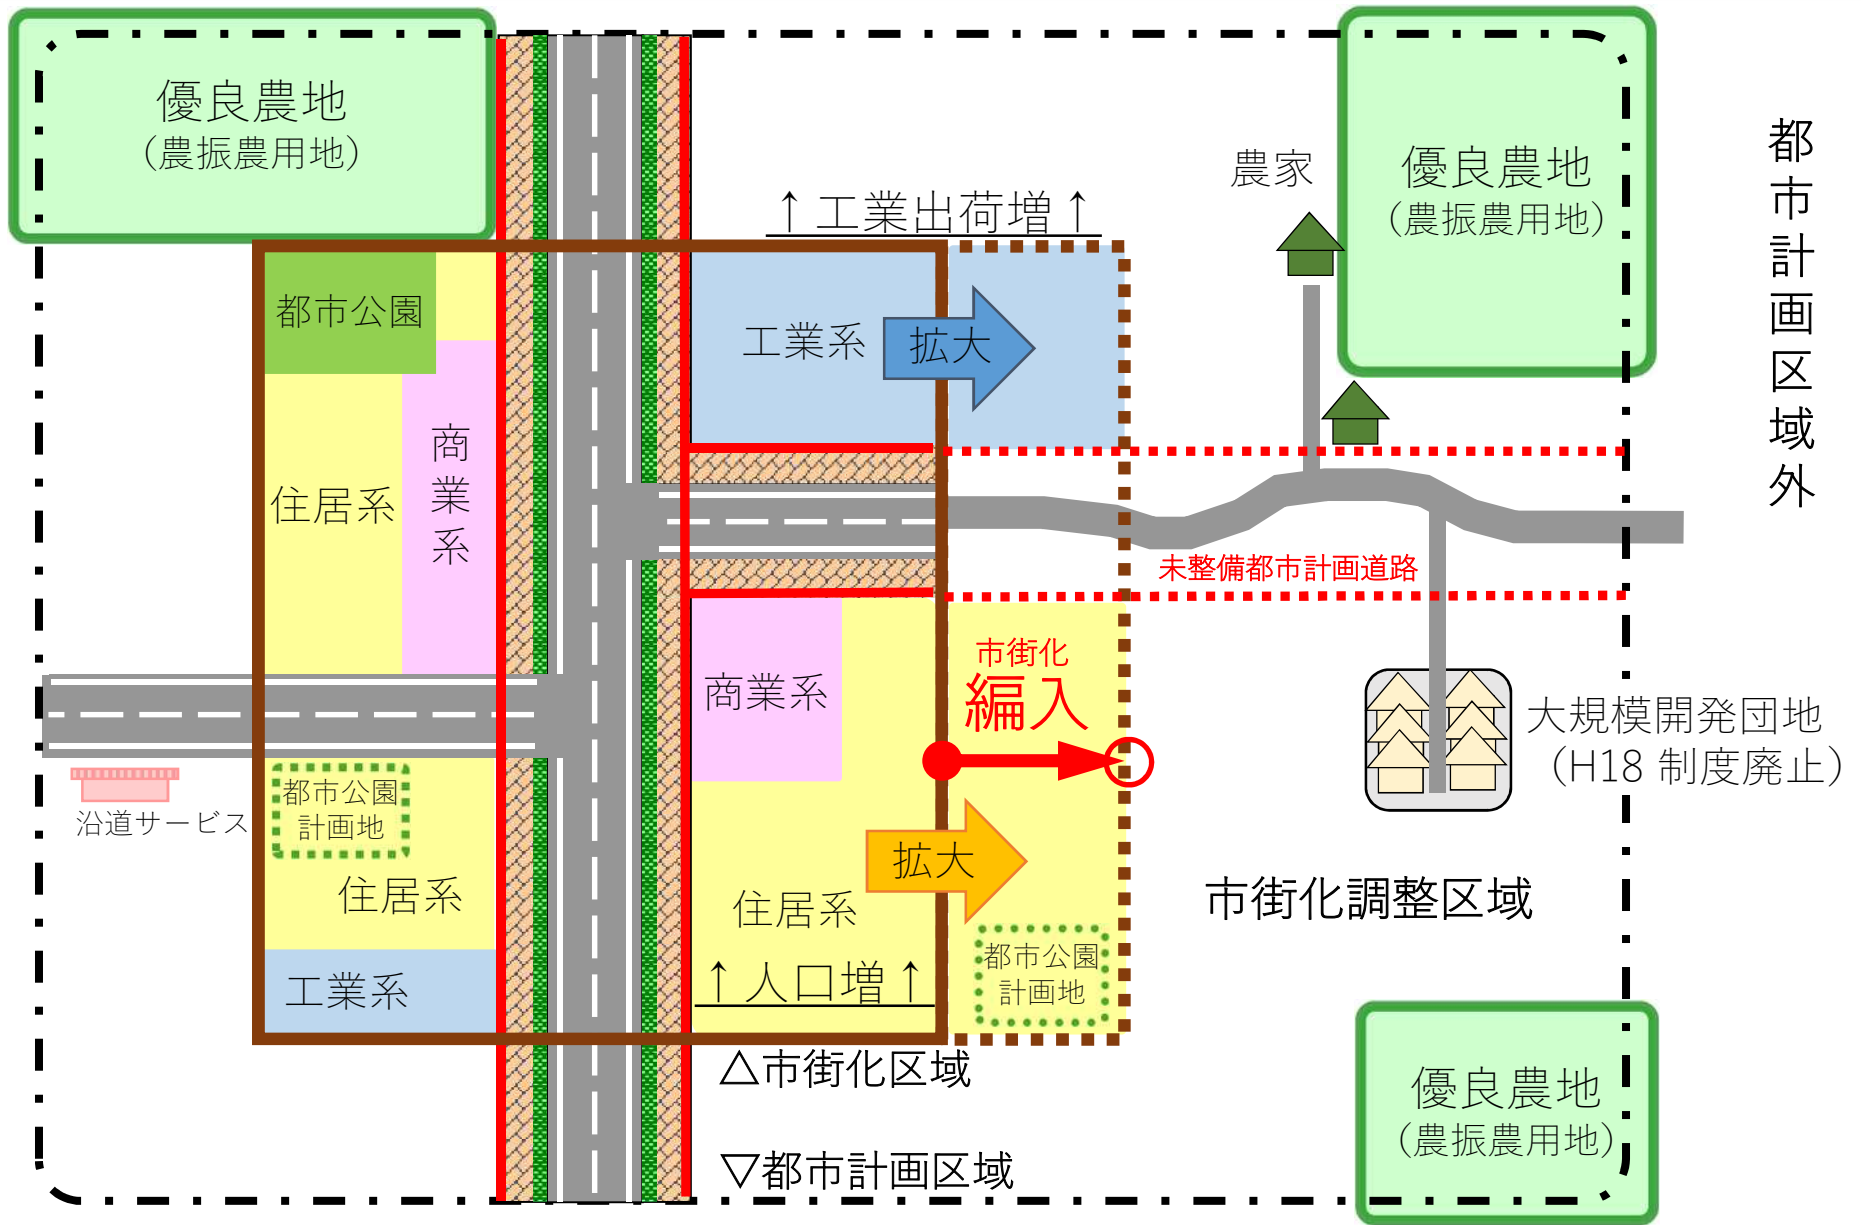 優良農地
(農振農用地)
優良農地
(農振農用地)
都市計画区域外
農家
↑工業出荷増↑
都市公園
工業系
拡大
商業系
住居系
未整備都市計画道路
市街化
編入
商業系
大規模開発団地
(H18 制度廃止)
都市公園
計画地
沿道サービス
拡大
住居系
住居系
市街化調整区域
都市公園
計画地
↑人口増↑
工業系
△市街化区域
優良農地
(農振農用地)
▽都市計画区域